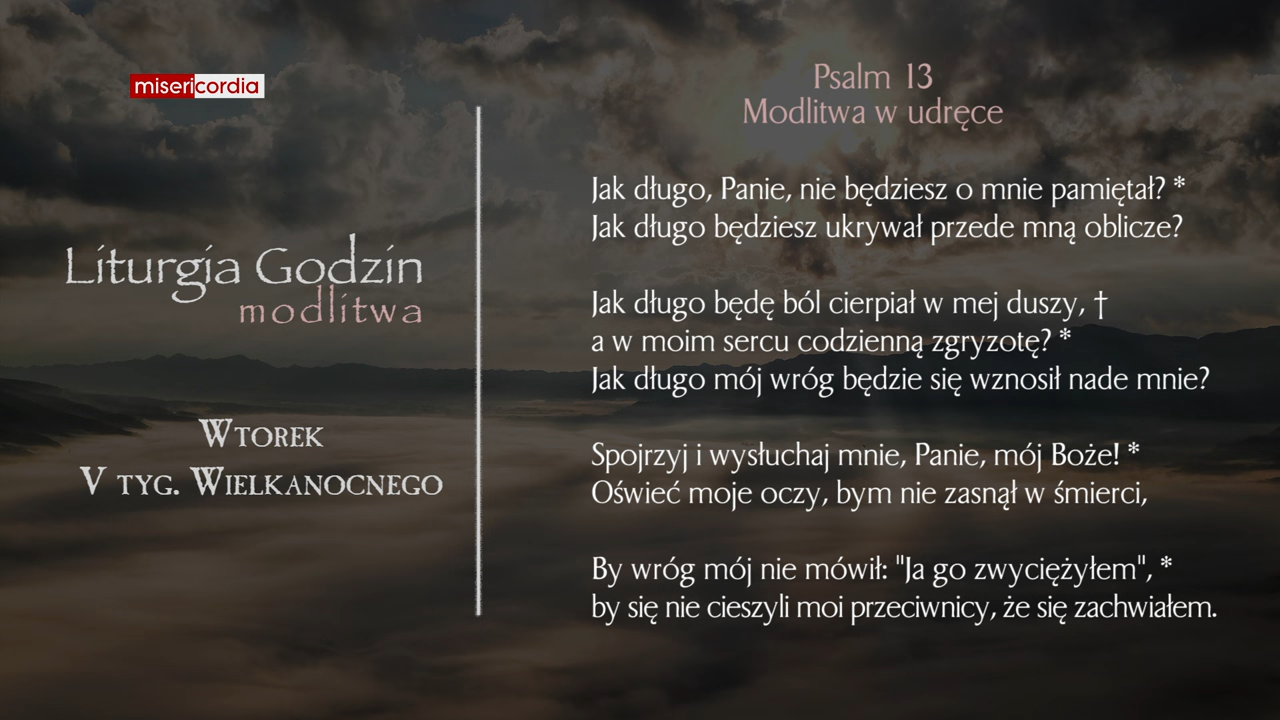 misericordia
Liturgia Godzin
modlitwa
Wtorek
V tyg. Wielkanocnego
Psalm 13
Modlitwa w udręce
Jak długo, Panie, nie będziesz o mnie pamiętał? *
Jak długo będziesz ukrywał przede mną oblicze?
Jak długo będę ból cierpiał w mej duszy, †
a w moim sercu codzienną zgryzotę? *
Jak długo mój wróg będzie się wznosił nade mnie?
Spojrzyj i wysłuchaj mnie, Panie, mój Boże! *
Oświeć moje oczy, bym nie zasnął w śmierci,
By wróg mój nie mówił: "Ja go zwyciężyłem", *
by się nie cieszyli moi przeciwnicy, że się zachwiałem.